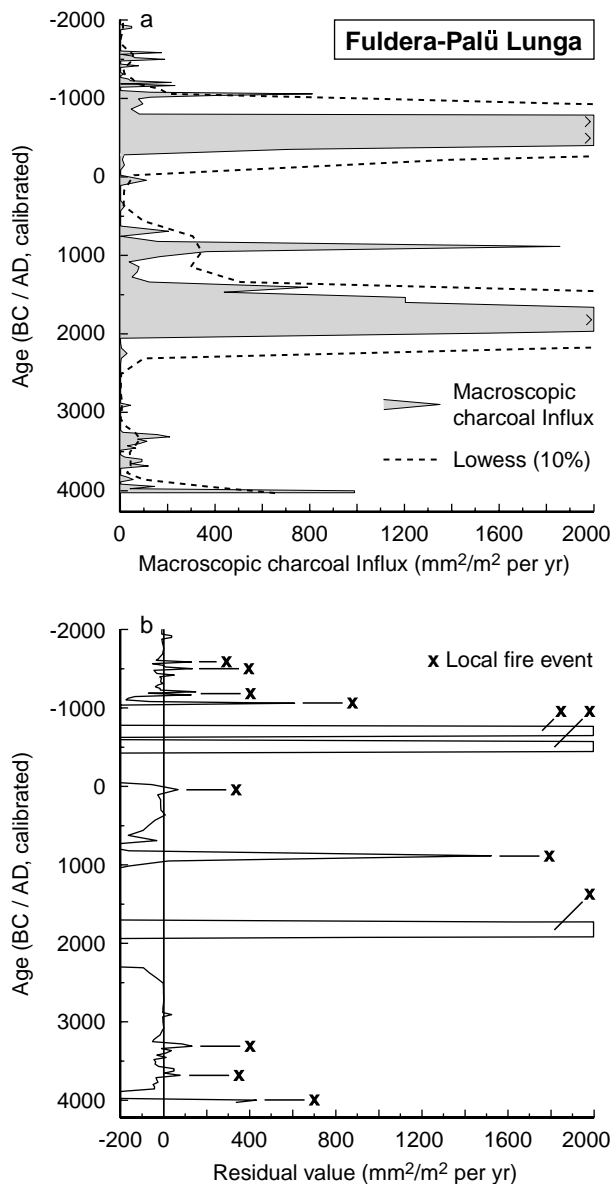 a
Fuldera-Palü Lunga
-2000
-1000
0
1000
2000
3000
4000
Age (BC / AD, calibrated)
Macroscopic
charcoal Influx
Lowess (10%)
0 400 800 1200 1600 2000
Macroscopic charcoal Influx (mm²/m² per yr)
b
x Local fire event
-2000
-1000
0
1000
2000
3000
4000
Age (BC / AD, calibrated)
x
x
x
x
x
x
x
x
x
x
x
x
-200 0 400 800 1200 1600 2000
Residual value (mm²/m² per yr)